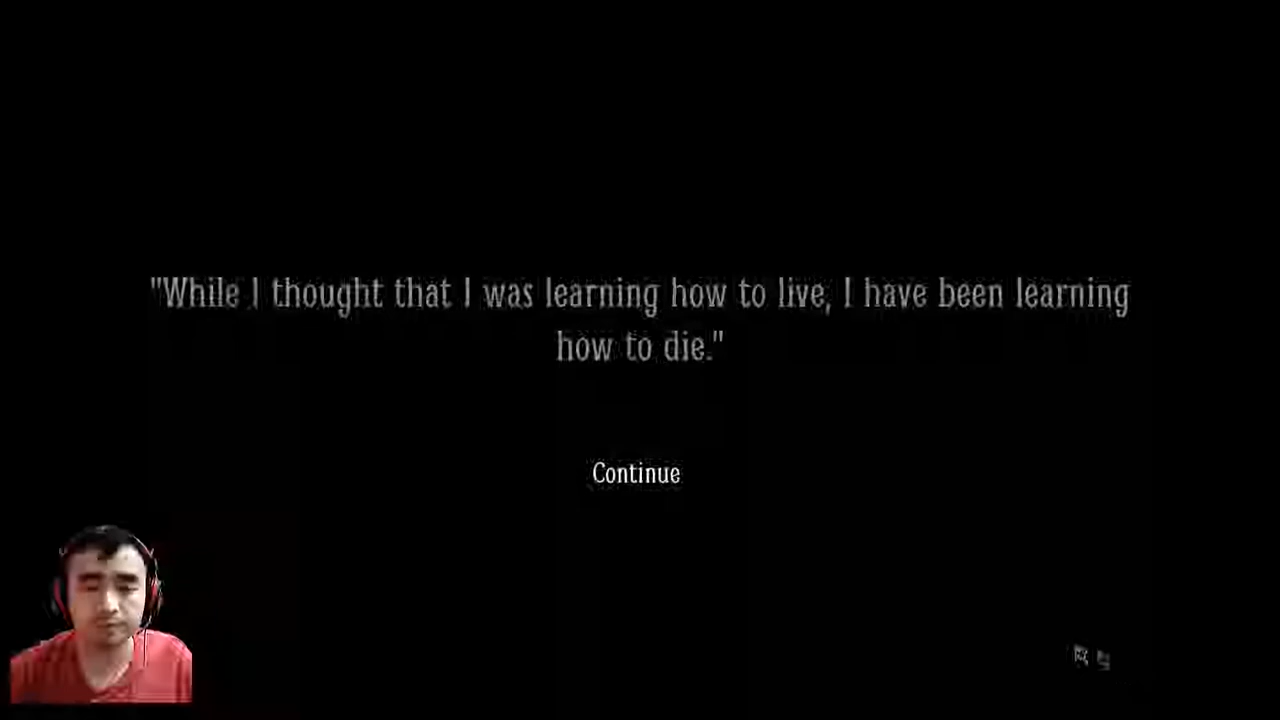 "While I thought that I was learning how to live, I have been learning
how to die."
Continue